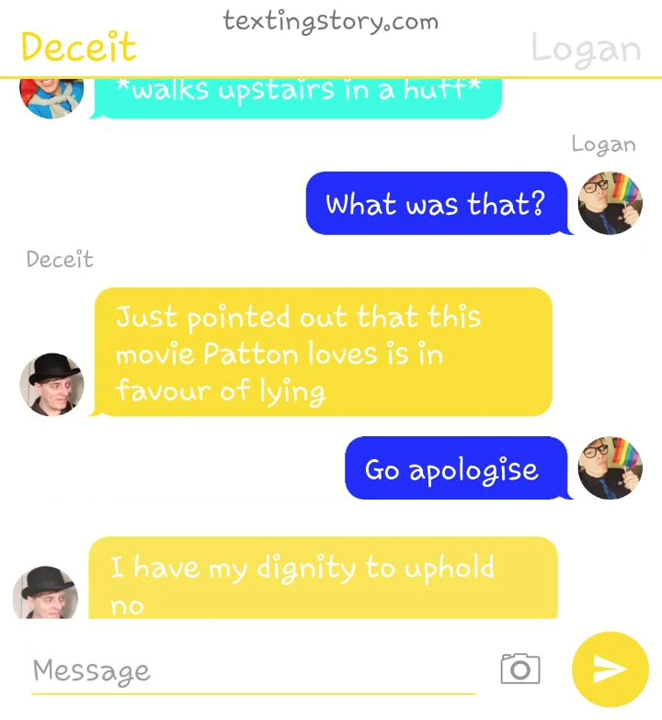 textingstory.com
Deceit
Logan
*walks upstairs in a huff*
Logan
What was that?
Deceit
Just pointed out that this
movie Patton loves is in
favour of lying
Go apologise
I have my dignity to uphold
no
Message